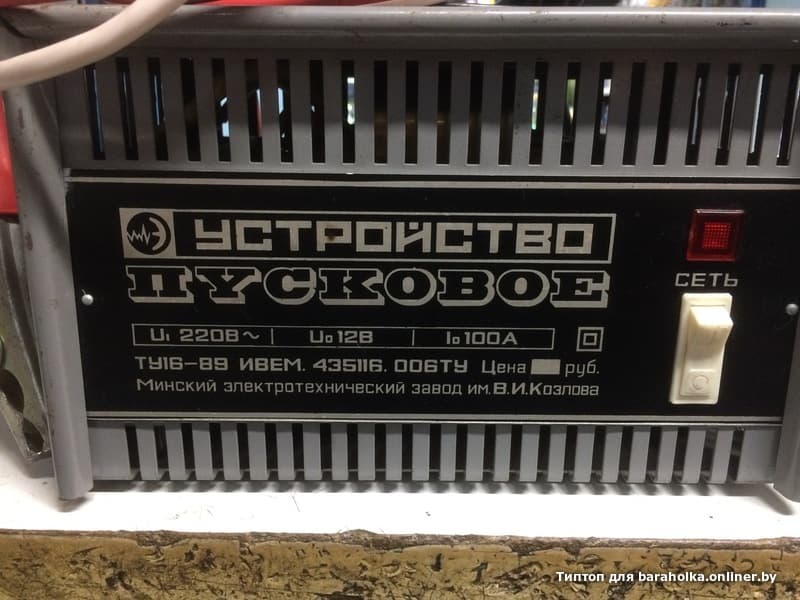 УСТРОЙСТВО
ПУСКОВОЕ
СЕТЬ
U₁ 220В~ U₀ 12В I₀ 100А
ТУ16-89 ИВЕМ. 435116. 006ТУ Цена руб.
Минский электротехнический завод им. В.И.Козлова
Типтоп для baraholka.onliner.by